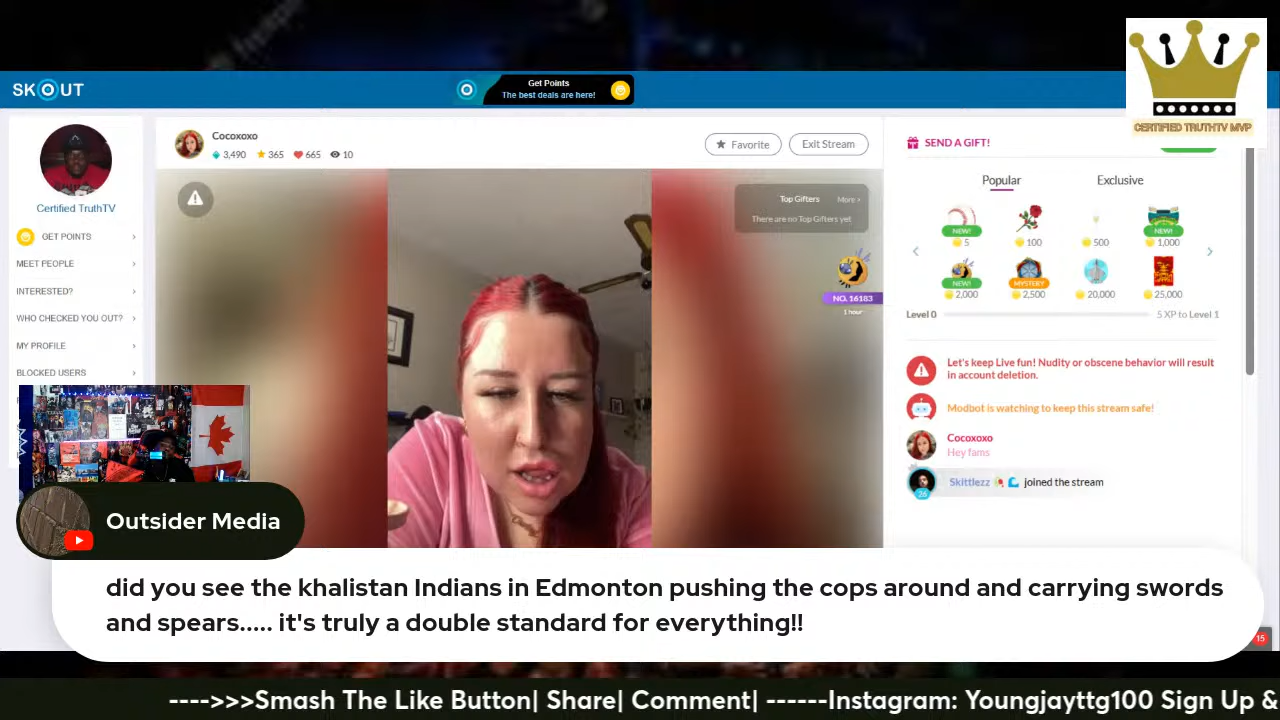 SKOUT
Get Points
The best deals are here!
CERTIFIED TRUTHTV MVP
Certified TruthTV
GET POINTS
MEET PEOPLE
INTERESTED?
WHO CHECKED YOU OUT?
MY PROFILE
BLOCKED USERS
Cocoxoxo
3,490 365 665 10
Favorite
Exit Stream
Top Gifters More >
There are no Top Gifters yet
NO. 16183
1 hour
SEND A GIFT!
Popular Exclusive
NEW! NEW!
5 100 500 1,000
NEW! MYSTERY
2,000 2,500 20,000 25,000
Level 0 5 XP to Level 1
Let's keep Live fun! Nudity or obscene behavior will result
in account deletion.
Modbot is watching to keep this stream safe!
Cocoxoxo
Hey fams
26
Skittlezz joined the stream
Outsider Media
did you see the khalistan Indians in Edmonton pushing the cops around and carrying swords
and spears..... it's truly a double standard for everything!!
15
---->>>Smash The Like Button| Share| Comment| ------Instagram: Youngjayttg100 Sign Up &